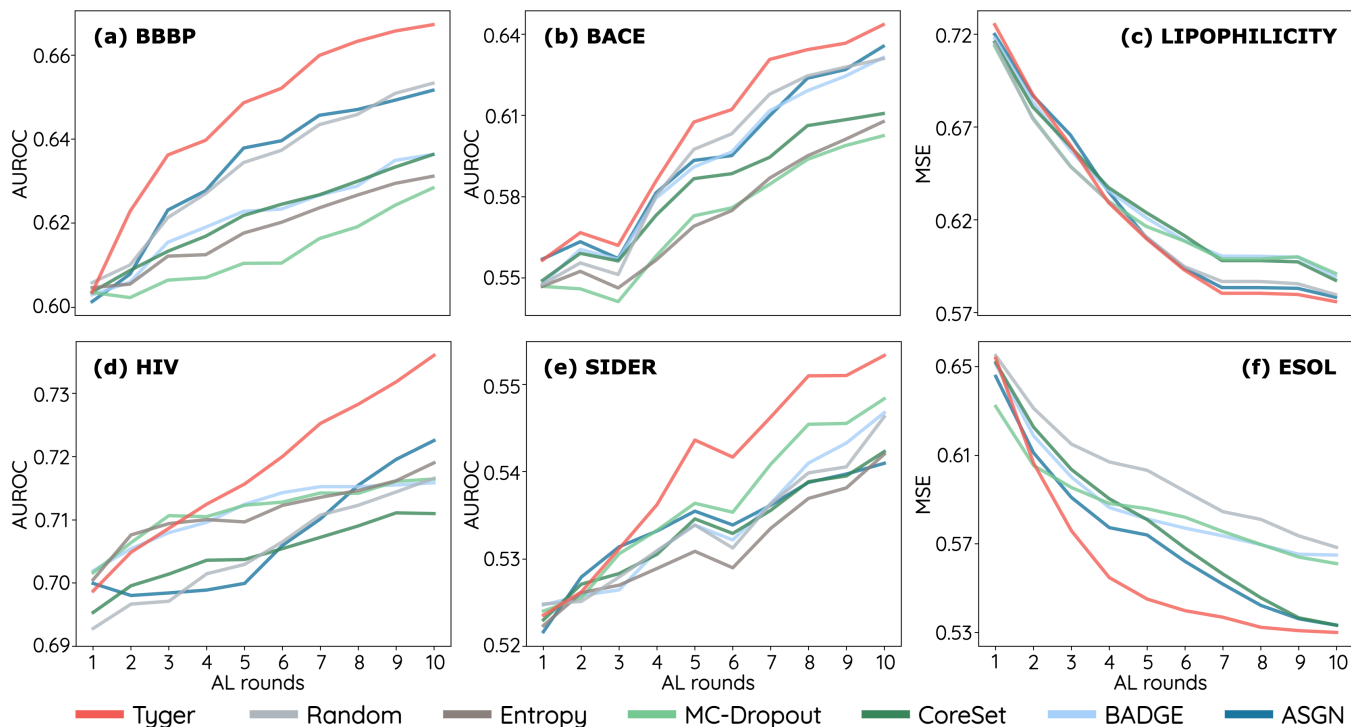 (a) BBBP
AUROC
0.66
0.64
0.62
0.60
(b) BACE
AUROC
0.64
0.61
0.58
0.55
(c) LIPOPHILICITY
MSE
0.72
0.67
0.62
0.57
(d) HIV
AUROC
0.73
0.72
0.71
0.70
0.69
1 2 3 4 5 6 7 8 9 10
AL rounds
(e) SIDER
AUROC
0.55
0.54
0.53
0.52
1 2 3 4 5 6 7 8 9 10
AL rounds
(f) ESOL
MSE
0.65
0.61
0.57
0.53
1 2 3 4 5 6 7 8 9 10
AL rounds
Tyger Random Entropy MC-Dropout CoreSet BADGE ASGN